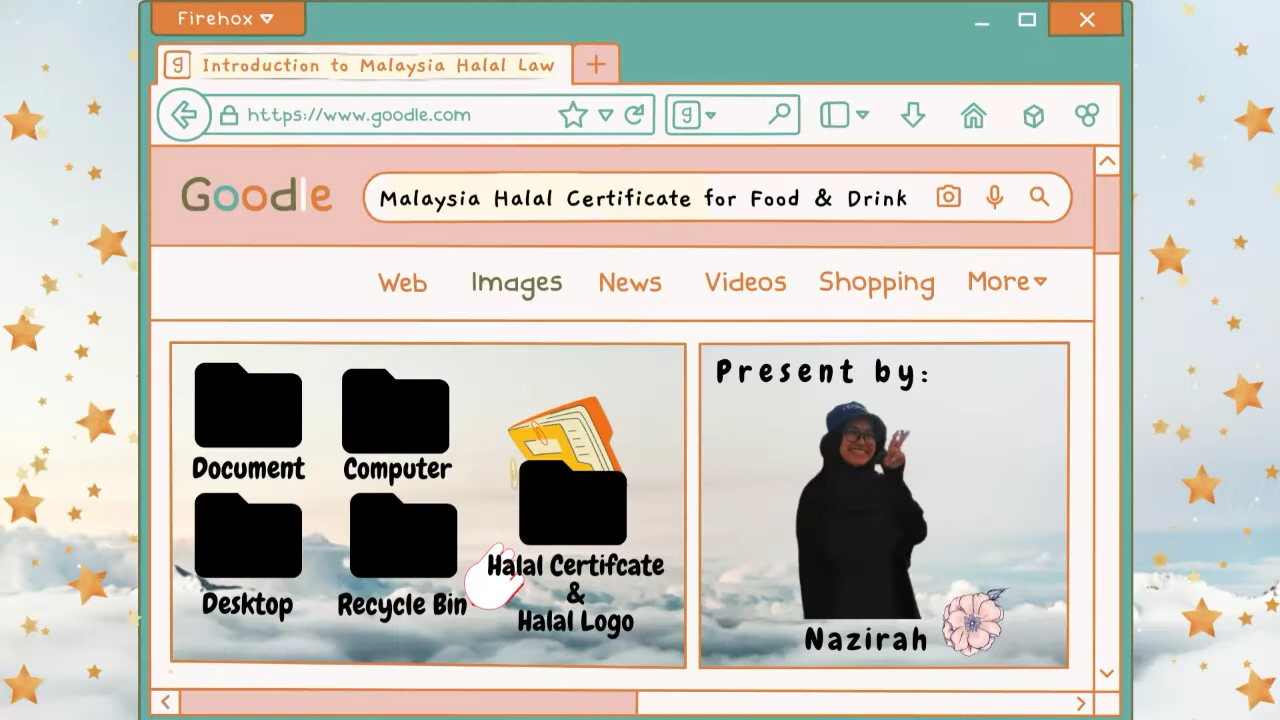 Firehox
g Introduction to Malaysia Halal Law
https://www.goodle.com
g
Goodle
Malaysia Halal Certificate for Food & Drink
Web Images News Videos Shopping More
Document
Computer
Desktop
Recycle Bin
Halal Certifcate
&
Halal Logo
Present by:
Nazirah